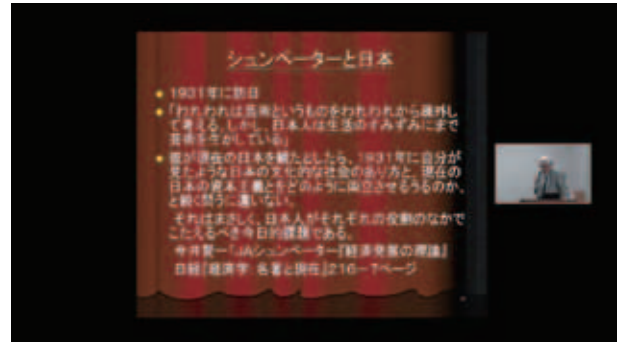 シュンペーターと日本
1931年に訪日
「われわれは芸術というものをわれわれから疎外し
て考える、しかし、日本人は生活のすみずみにまで
芸術を生かしている」
彼が現在の日本を観たとしたら、1931年に自分が
見たような日本の文化的な社会のあり方と、現在の
日本の資本主義とをどのように両立させうるのか、
と鋭く問うに違いない。
それはまさしく、日本人がそれぞれの役割のなかで
こたえるべき今日的課題である。
今井賢一「JAシュンペーター『経済発展の理論』
日経『経済学 名著と現在』216-7ページ